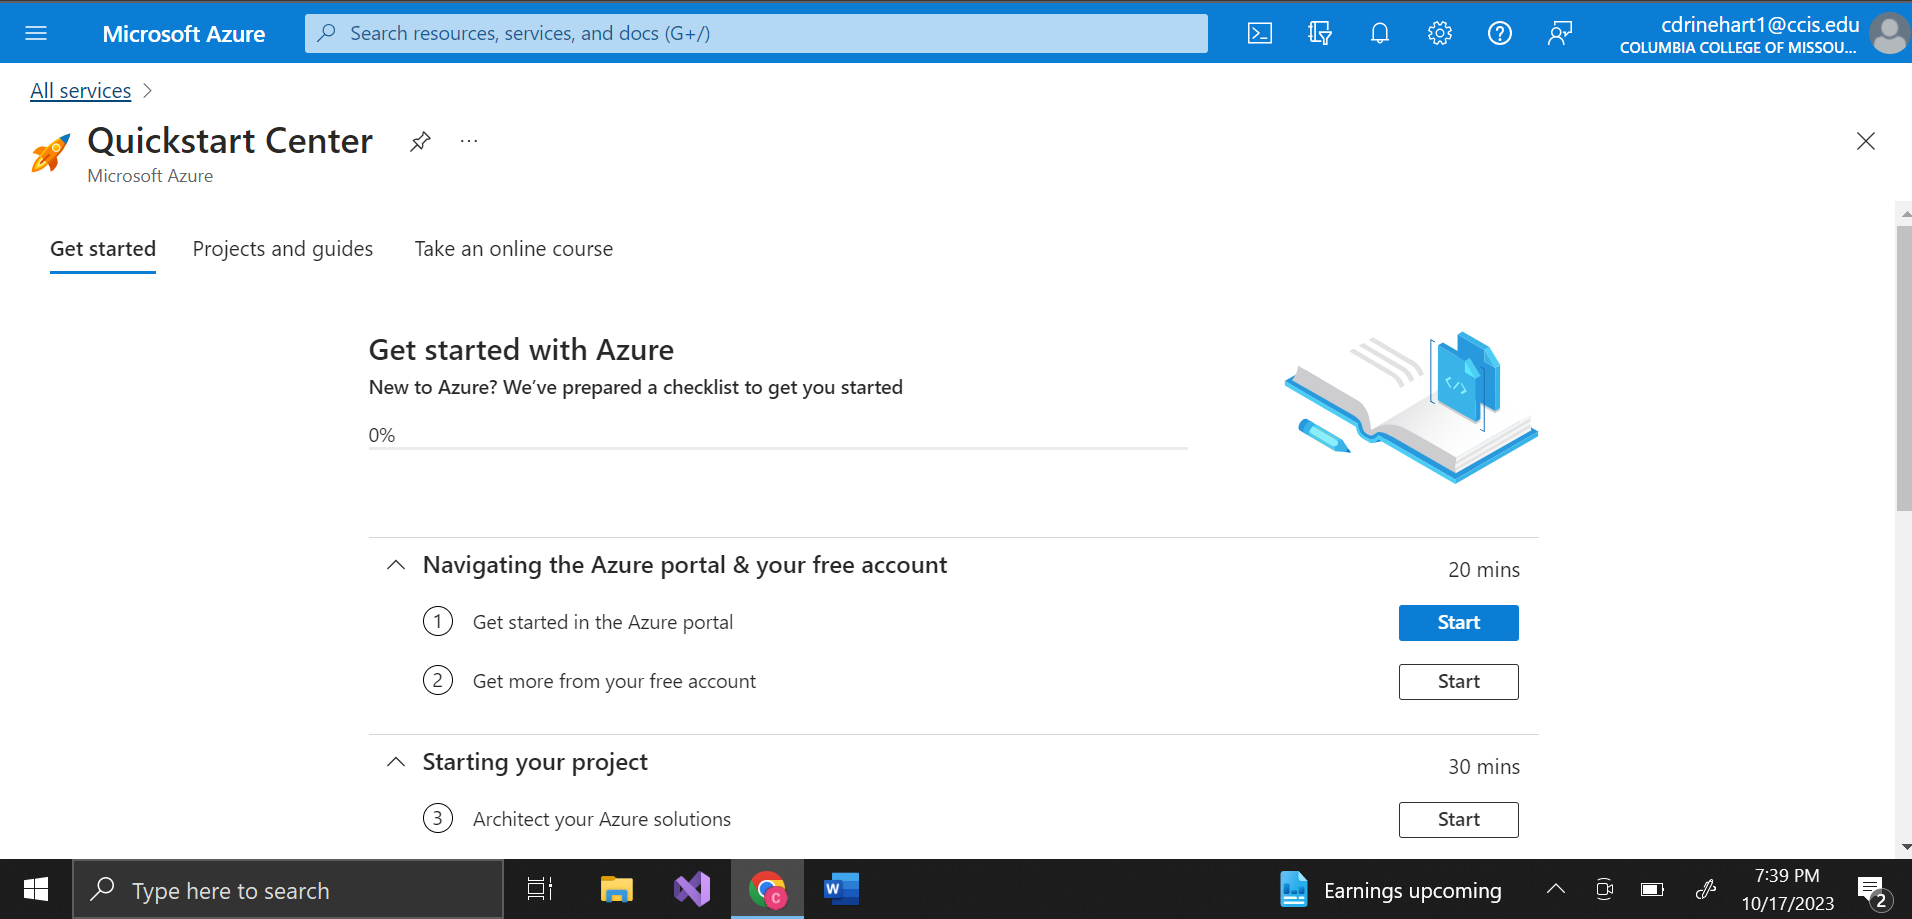 Microsoft Azure
Search resources, services, and docs (G+/)
cdrinehart1@ccis.edu
COLUMBIA COLLEGE OF MISSOU...
All services
Quickstart Center
...
Microsoft Azure
Get started
Projects and guides
Take an online course
Get started with Azure
New to Azure? We’ve prepared a checklist to get you started
0%
</>
Navigating the Azure portal & your free account
20 mins
1
Get started in the Azure portal
Start
2
Get more from your free account
Start
Starting your project
30 mins
3
Architect your Azure solutions
Start
Type here to search
C
W
Earnings upcoming
7:39 PM
10/17/2023
2